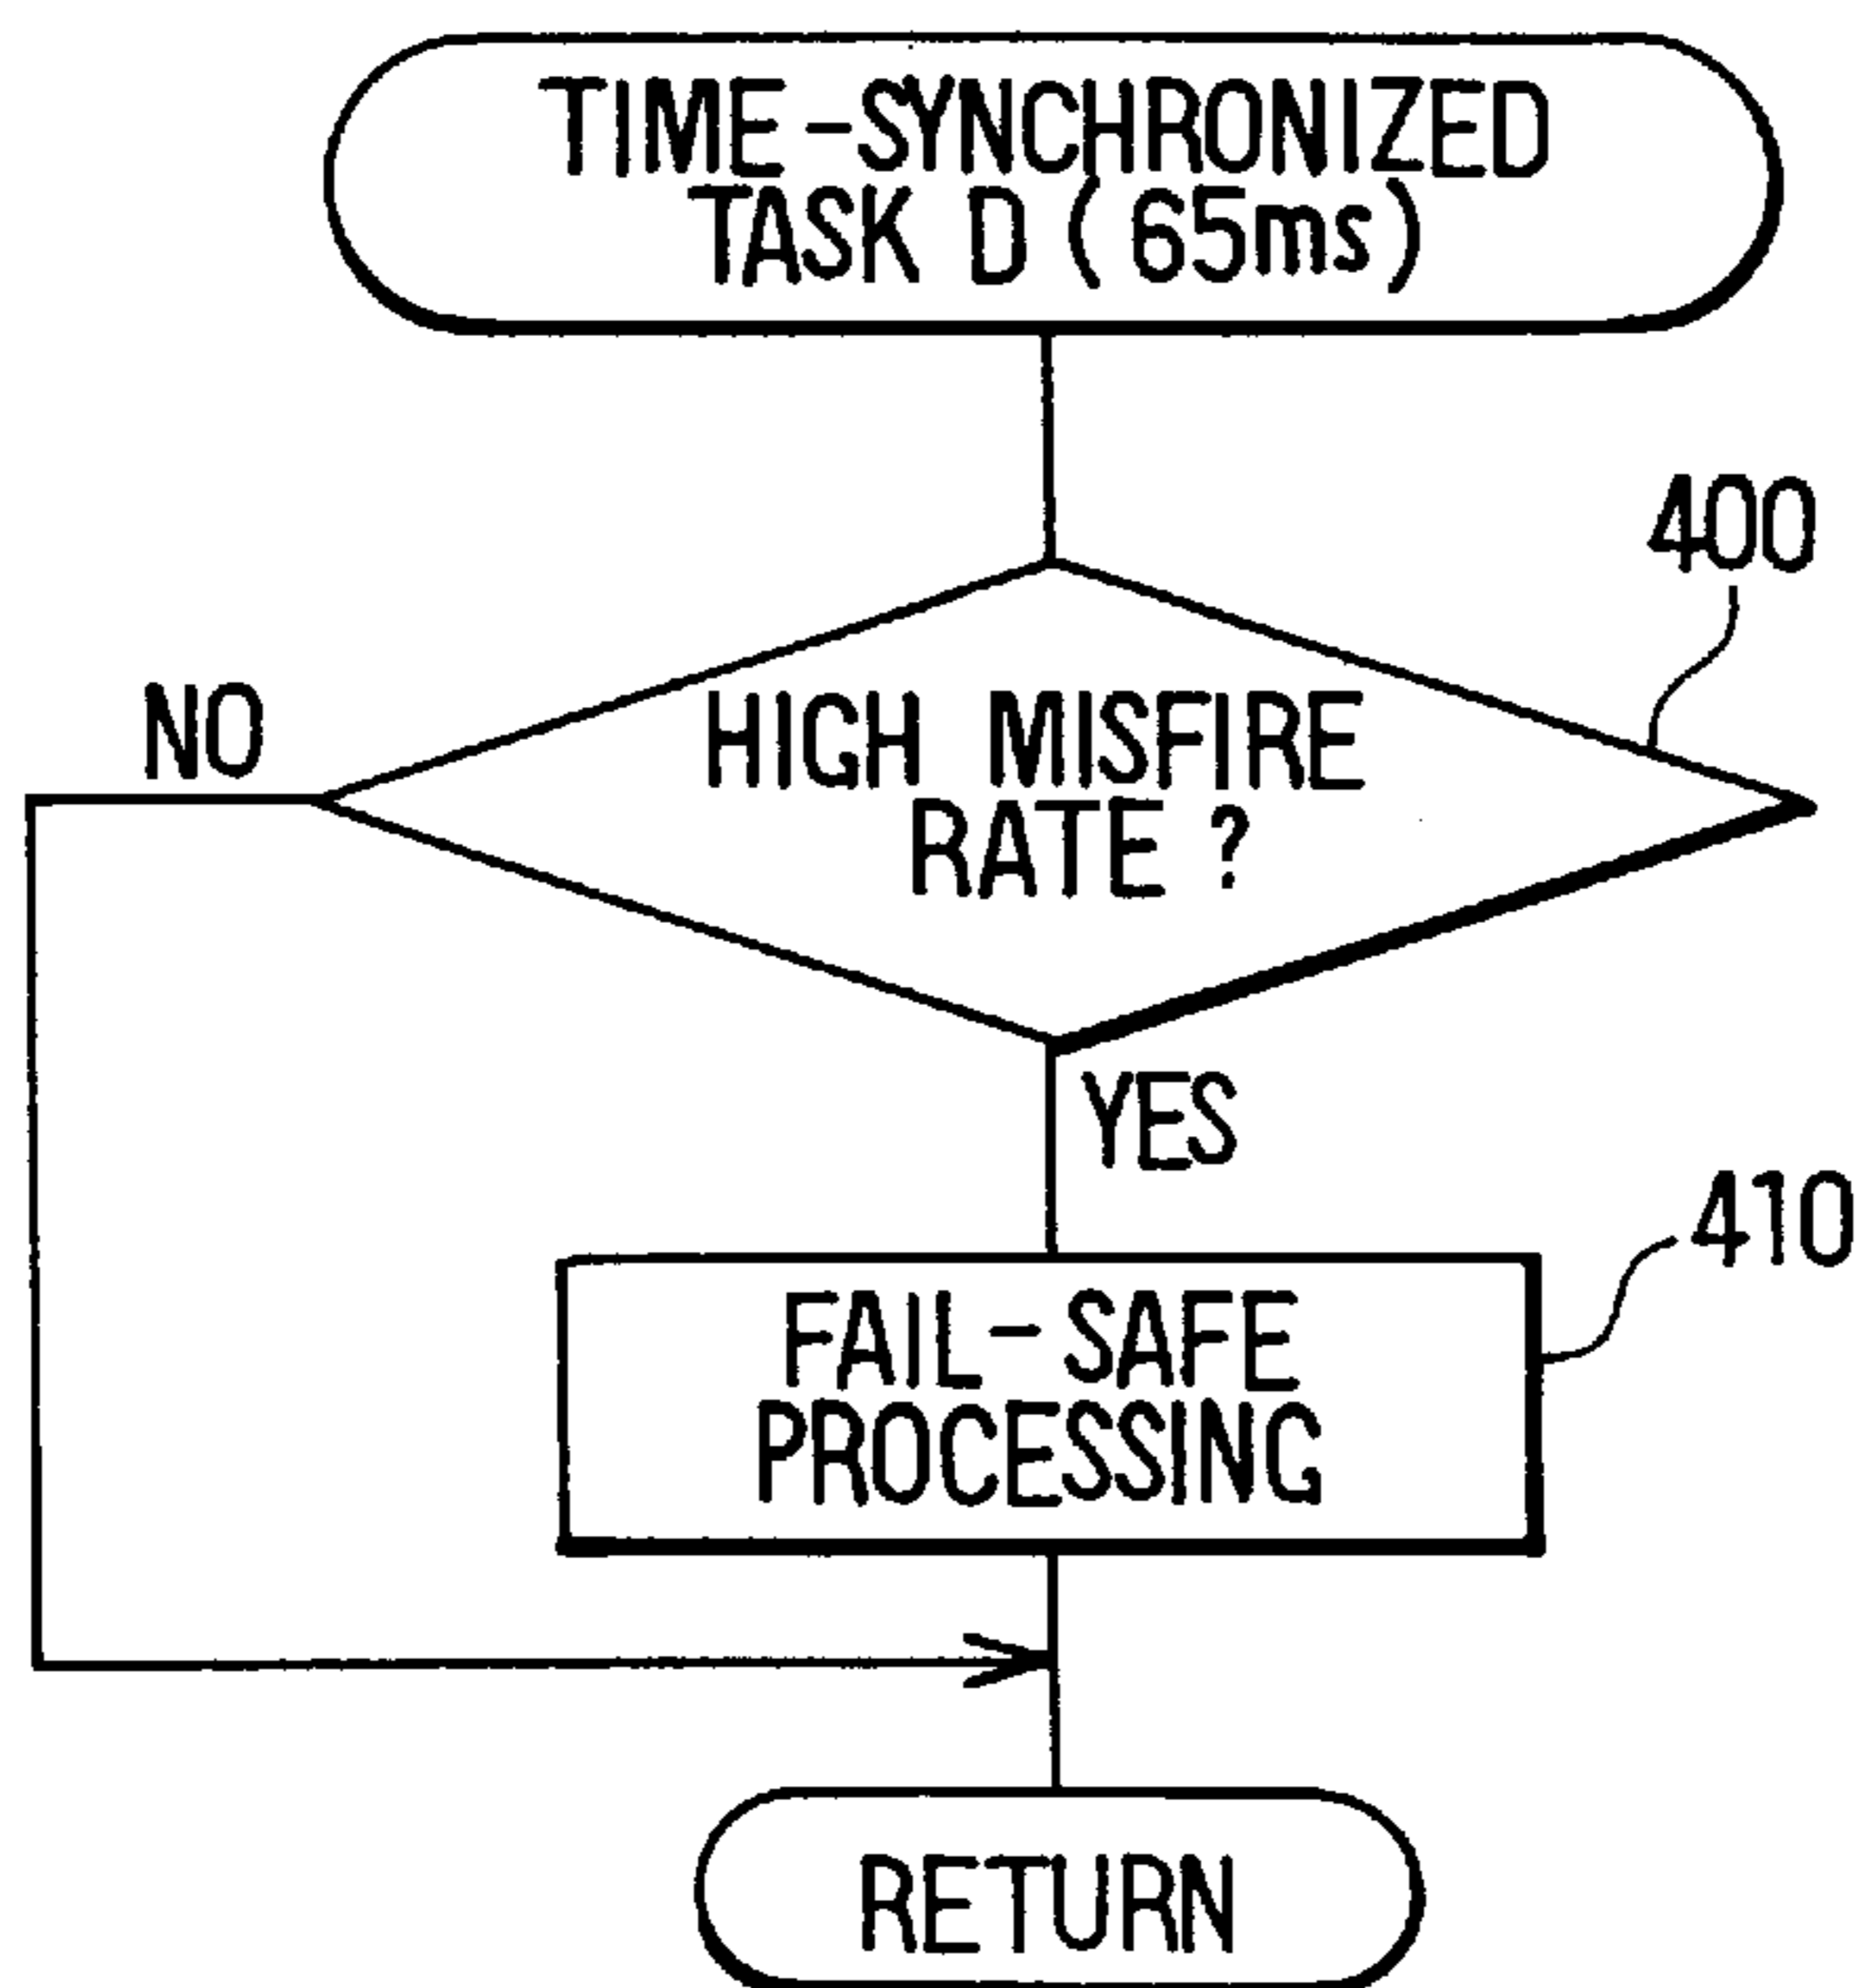 TIME-SYNCHRONIZED
TASK D (65ms)
400
NO
HIGH MISFIRE
RATE ?
YES
410
FAIL-SAFE
PROCESSING
RETURN